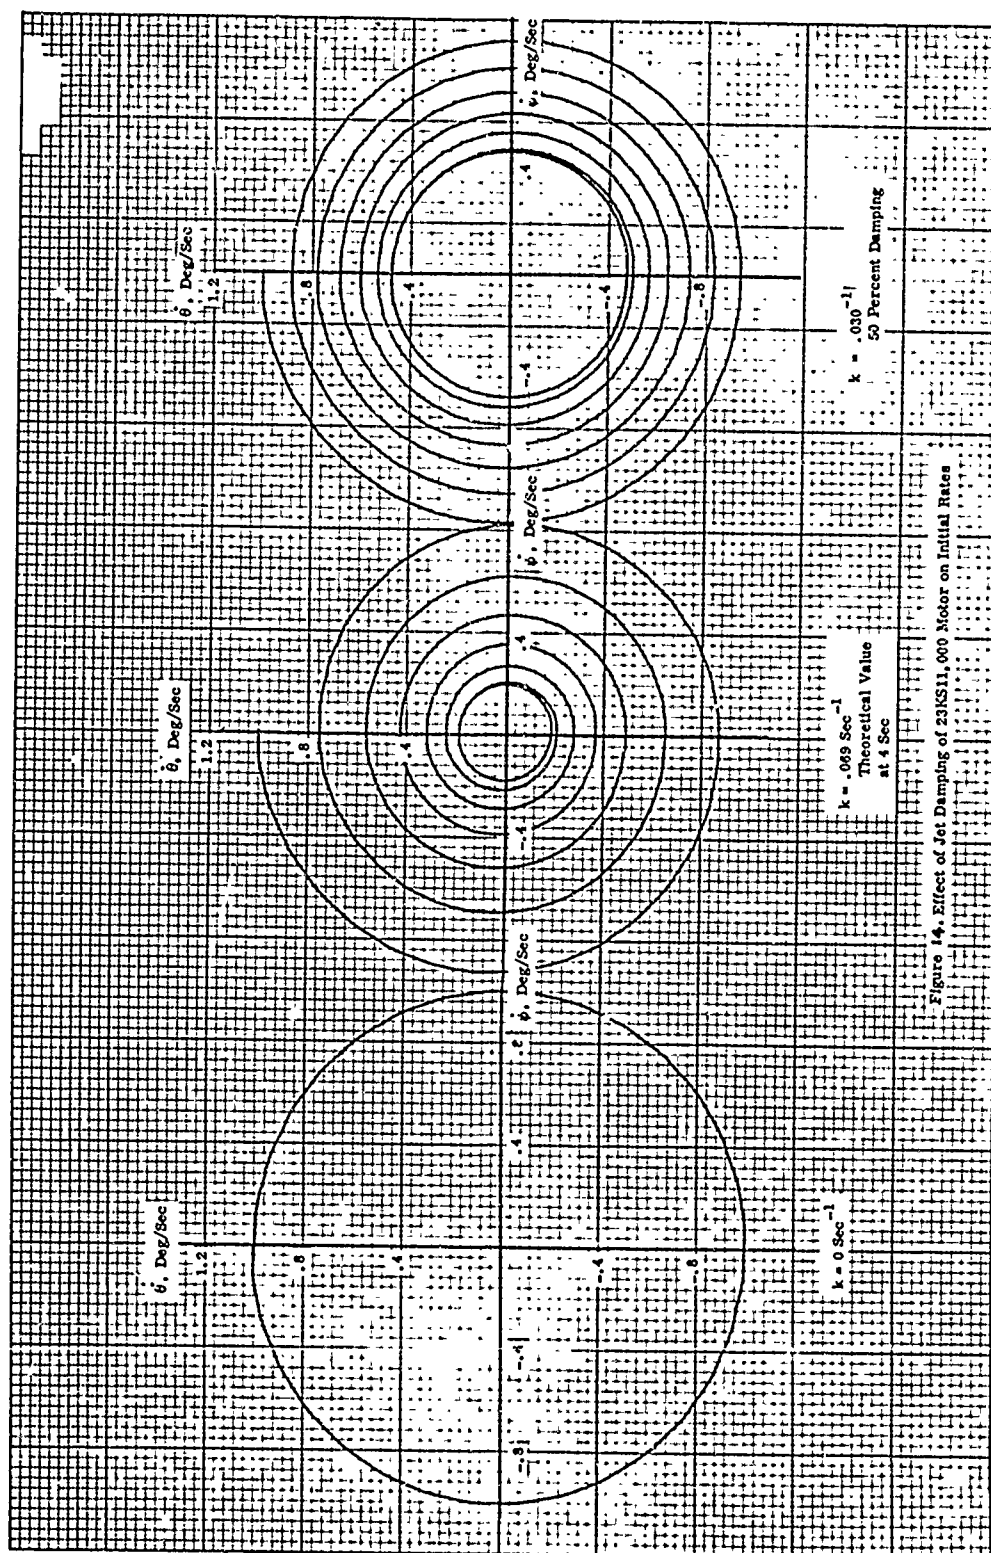 θ̇, Deg/Sec
1.2
.8
.4
-.4
-.8
-.8
-.4
.4
.8
Deg/Sec
k = 0 Sec⁻¹
θ̇, Deg/Sec
1.2
.8
.4
-.4
-.8
-.4
.4
Deg/Sec
k = .069 Sec⁻¹
Theoretical Value
at 4 Sec
θ̇, Deg/Sec
1.2
.8
.4
-.4
-.8
-.4
.4
Deg/Sec
k = .030⁻¹
50 Percent Damping
Figure 14. Effect of Jet Damping of 23KS11,000 Motor on Initial Rates